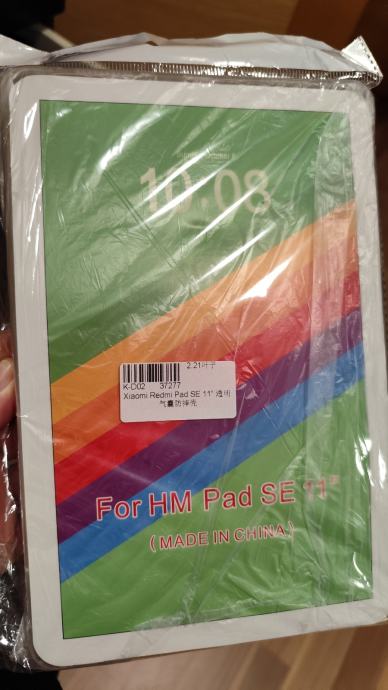 10:08
2.21叶子
K-D02 37277
Xiaomi Redmi Pad SE 11" 透明
气囊防摔壳
For HM Pad SE 11"
(MADE IN CHINA)